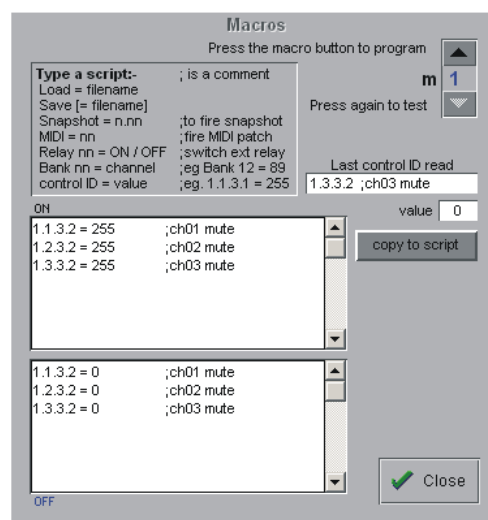 Macros
Press the macro button to program
m 1
Press again to test
Type a script:- ; is a comment
Load = filename
Save [= filename]
Snapshot = n.nn ;to fire snapshot
MIDI = nn ;fire MIDI patch
Relay nn = ON / OFF ;switch ext relay
Bank nn = channel ;eg Bank 12 = 89
control ID = value ;eg. 1.1.3.1 = 255
Last control ID read
1.3.3.2 ;ch03 mute
value 0
copy to script
ON
1.1.3.2 = 255 ;ch01 mute
1.2.3.2 = 255 ;ch02 mute
1.3.3.2 = 255 ;ch03 mute
1.1.3.2 = 0 ;ch01 mute
1.2.3.2 = 0 ;ch02 mute
1.3.3.2 = 0 ;ch03 mute
OFF
Close